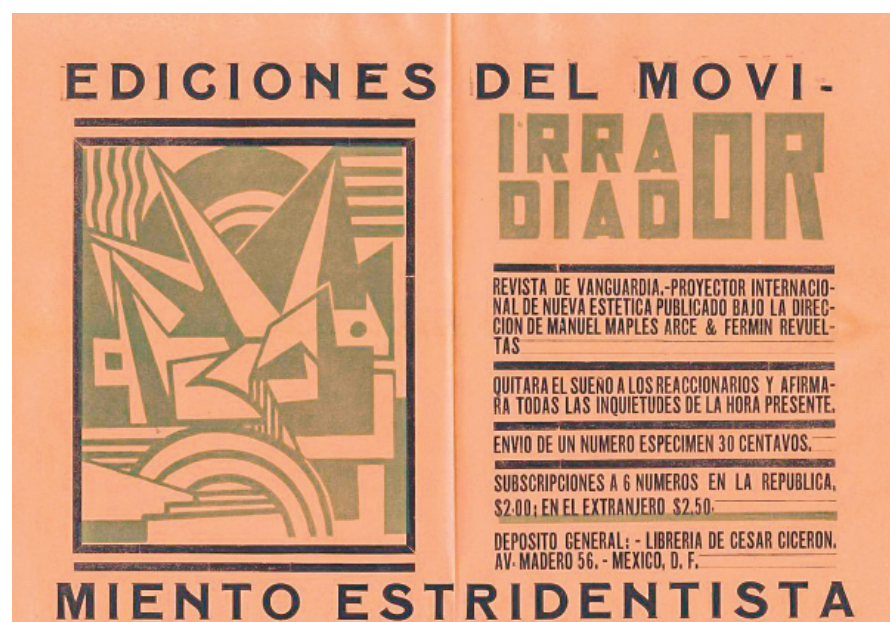 EDICIONES DEL MOVI-
IRRA
DIADOR
REVISTA DE VANGUARDIA.-PROYECTOR INTERNACIO-
NAL DE NUEVA ESTETICA PUBLICADO BAJO LA DIREC-
CION DE MANUEL MAPLES ARCE & FERMIN REVUEL-
TAS
QUITARA EL SUEÑO A LOS REACCIONARIOS Y AFIRMA-
RA TODAS LAS INQUIETUDES DE LA HORA PRESENTE.
ENVIO DE UN NUMERO ESPECIMEN 30 CENTAVOS.
SUBSCRIPCIONES A 6 NUMEROS EN LA REPUBLICA,
$2.00; EN EL EXTRANJERO $2.50.
DEPOSITO GENERAL: - LIBRERIA DE CESAR CICERON.
AV. MADERO 56. - MEXICO, D. F.
MIENTO ESTRIDENTISTA